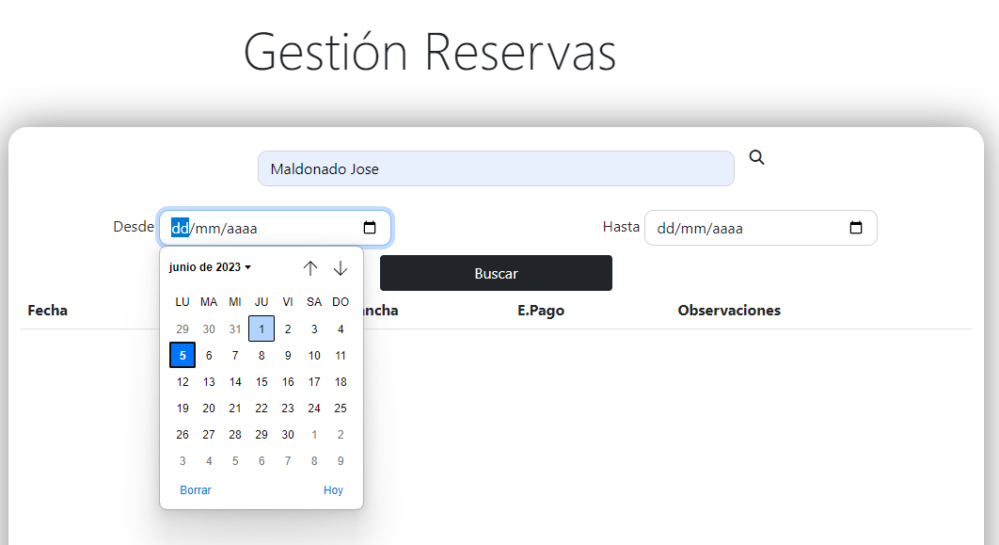 Gestión Reservas
Maldonado Jose
Desde dd/mm/aaaa Hasta dd/mm/aaaa
junio de 2023
Buscar
LU MA MI JU VI SA DO
Fecha ancha E.Pago Observaciones
29 30 31 1 2 3 4
5 6 7 8 9 10 11
12 13 14 15 16 17 18
19 20 21 22 23 24 25
26 27 28 29 30 1 2
3 4 5 6 7 8 9
Borrar Hoy